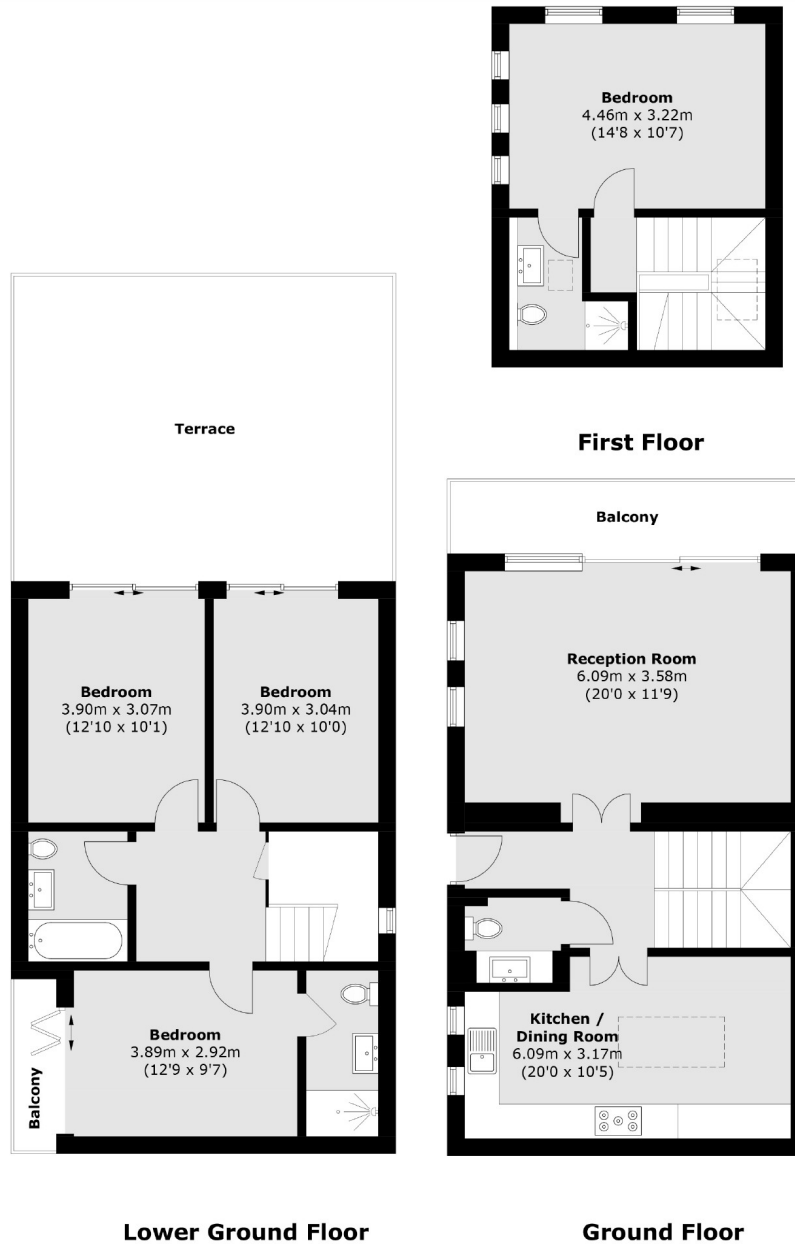 Bedroom
4.46m x 3.22m
(14'8 x 10'7)
First Floor
Terrace
Bedroom
3.90m x 3.07m
(12'10 x 10'1)
Bedroom
3.90m x 3.04m
(12'10 x 10'0)
Bedroom
3.89m x 2.92m
(12'9 x 9'7)
Balcony
Lower Ground Floor
Balcony
Reception Room
6.09m x 3.58m
(20'0 x 11'9)
Kitchen /
Dining Room
6.09m x 3.17m
(20'0 x 10'5)
Ground Floor